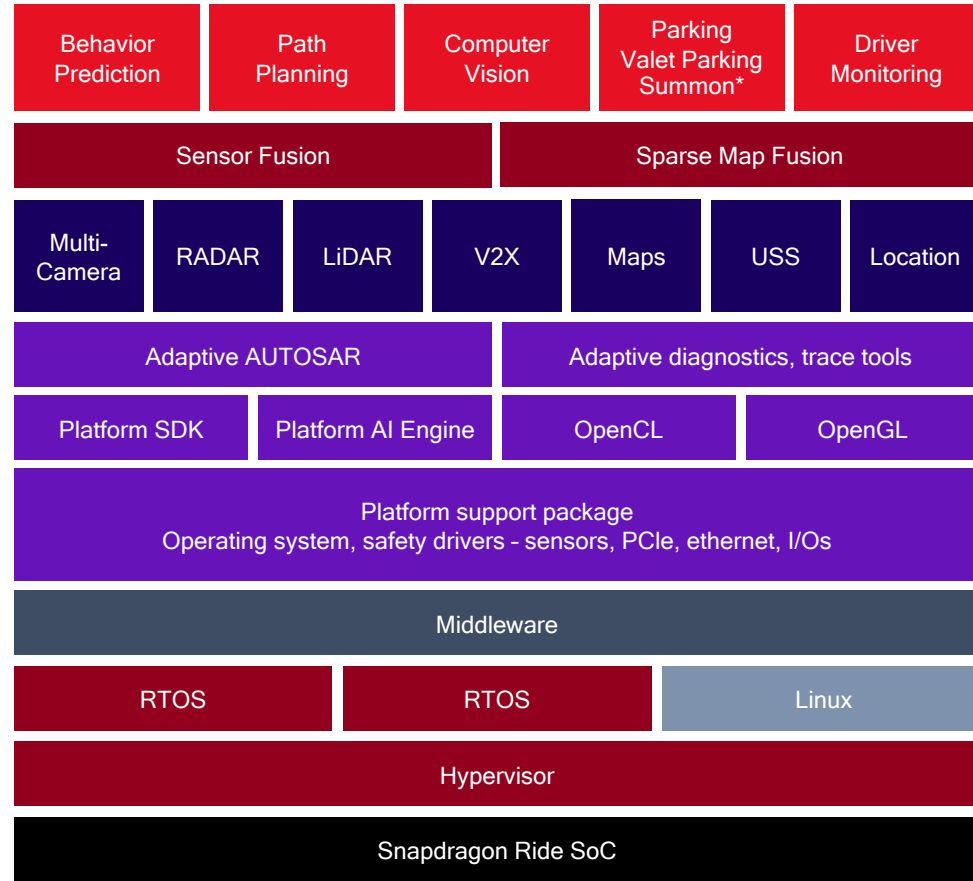 Behavior
Prediction
Path
Planning
Computer
Vision
Parking
Valet Parking
Summon*
Driver
Monitoring
Sensor Fusion
Sparse Map Fusion
Multi-
Camera
RADAR
LiDAR
V2X
Maps
USS
Location
Adaptive AUTOSAR
Adaptive diagnostics, trace tools
Platform SDK
Platform AI Engine
OpenCL
OpenGL
Platform support package
Operating system, safety drivers - sensors, PCIe, ethernet, I/Os
Middleware
RTOS
RTOS
Linux
Hypervisor
Snapdragon Ride SoC